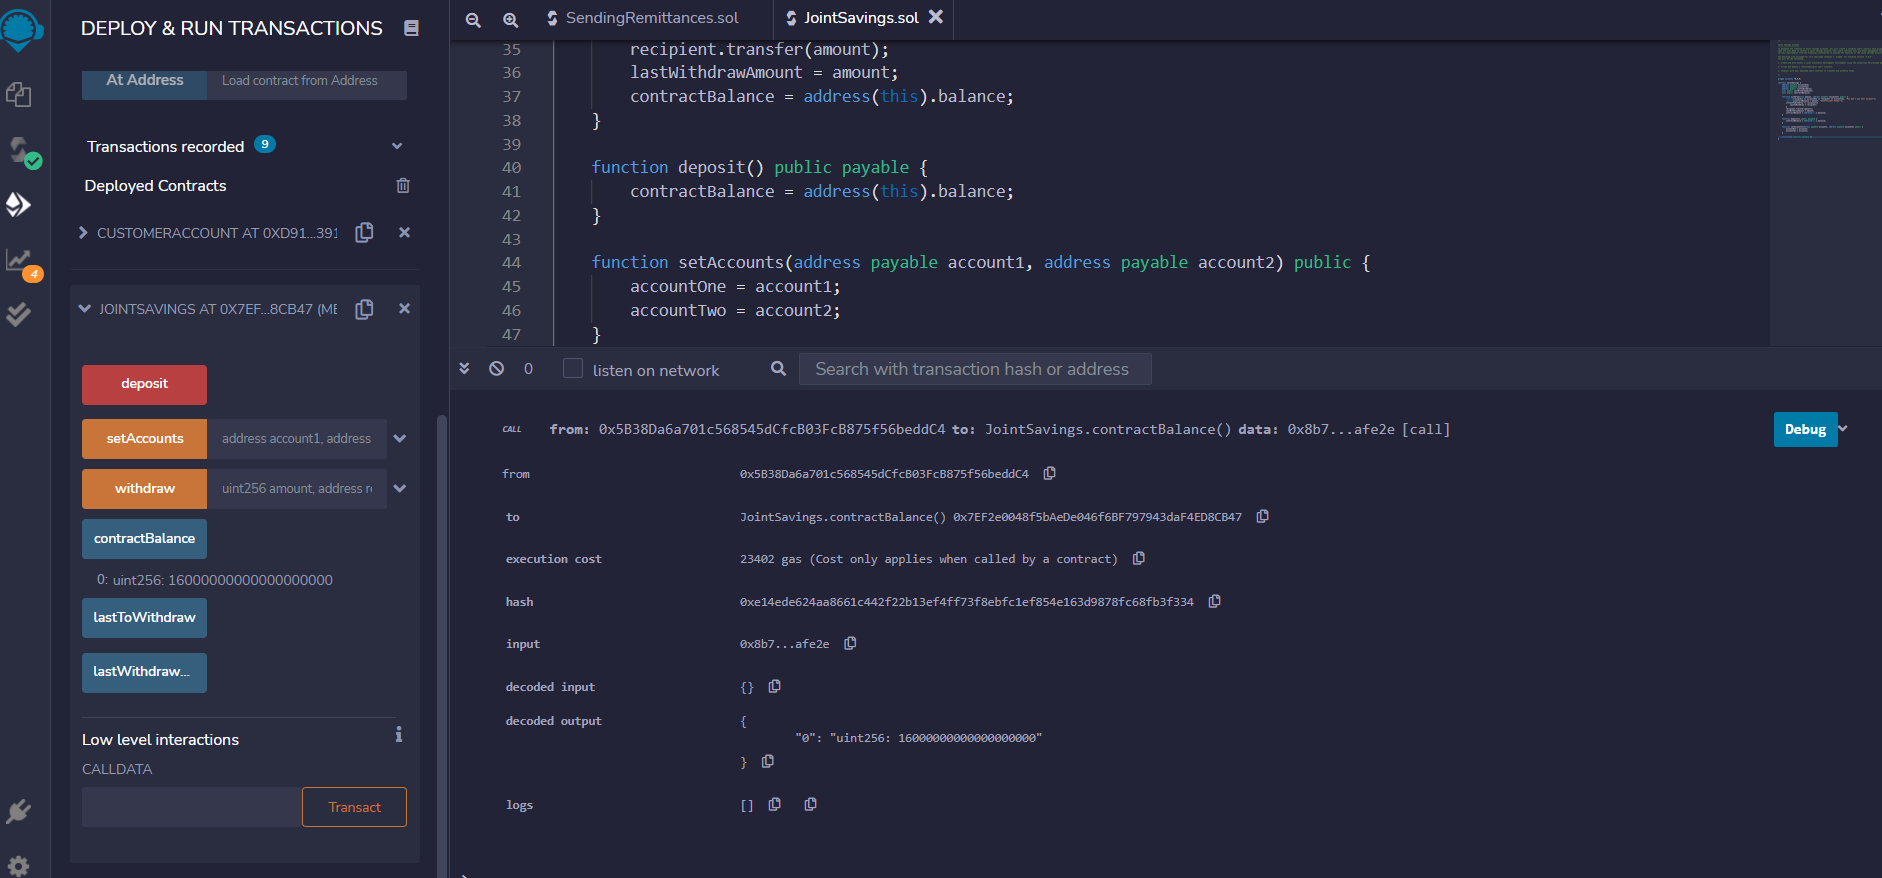 DEPLOY & RUN TRANSACTIONS
At Address
Load contract from Address
Transactions recorded 9
Deployed Contracts
CUSTOMERACCOUNT AT 0XD91...391
4
JOINTSAVINGS AT 0X7EF...8CB47 (ME
deposit
setAccounts
address account1, address
withdraw
uint256 amount, address re
contractBalance
0: uint256: 16000000000000000000
lastToWithdraw
lastWithdraw...
Low level interactions
i
CALLDATA
Transact
SendingRemittances.sol
JointSavings.sol
35 recipient.transfer(amount);
36 lastWithdrawAmount = amount;
37 contractBalance = address(this).balance;
38 }
39
40 function deposit() public payable {
41 contractBalance = address(this).balance;
42 }
43
44 function setAccounts(address payable account1, address payable account2) public {
45 accountOne = account1;
46 accountTwo = account2;
47 }
0
listen on network
Search with transaction hash or address
CALL from: 0x5B38Da6a701c568545dCfcB03FcB875f56beddC4 to: JointSavings.contractBalance() data: 0x8b7...afe2e [call]
Debug
from 0x5B38Da6a701c568545dCfcB03FcB875f56beddC4
to JointSavings.contractBalance() 0x7EF2e0048f5bAeDe046f6BF797943daF4ED8CB47
execution cost 23402 gas (Cost only applies when called by a contract)
hash 0xe14ede624aa8661c442f22b13ef4ff73f8ebfc1ef854e163d9878fc68fb3f334
input 0x8b7...afe2e
decoded input {}
decoded output {
"0": "uint256: 16000000000000000000"
}
logs []